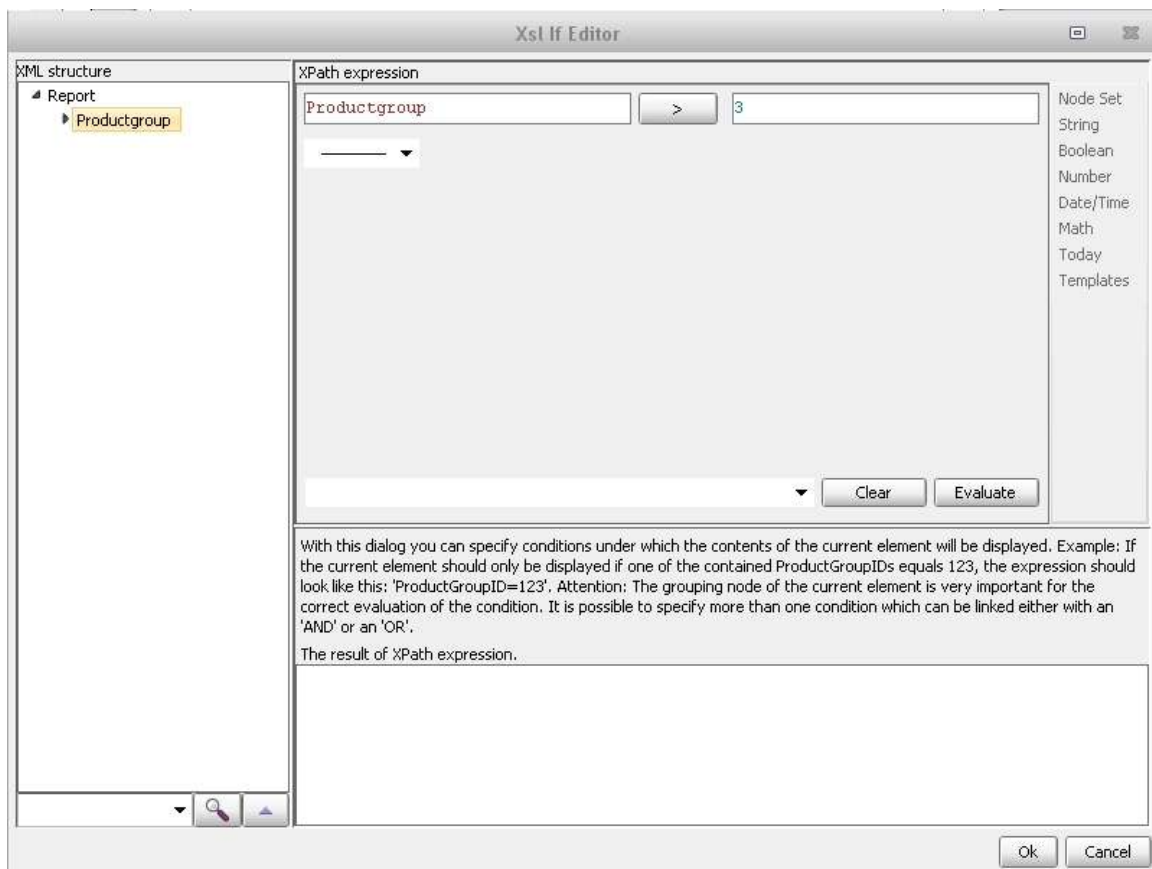 Xsl If Editor
XML structure
XPath expression
Report
Productgroup
Productgroup > 3
Node Set
String
Boolean
Number
Date/Time
Math
Today
Templates
Clear Evaluate
With this dialog you can specify conditions under which the contents of the current element will be displayed. Example: If
the current element should only be displayed if one of the contained ProductGroupIDs equals 123, the expression should
look like this: 'ProductGroupID=123'. Attention: The grouping node of the current element is very important for the
correct evaluation of the condition. It is possible to specify more than one condition which can be linked either with an
'AND' or an 'OR'.
The result of XPath expression.
Ok Cancel